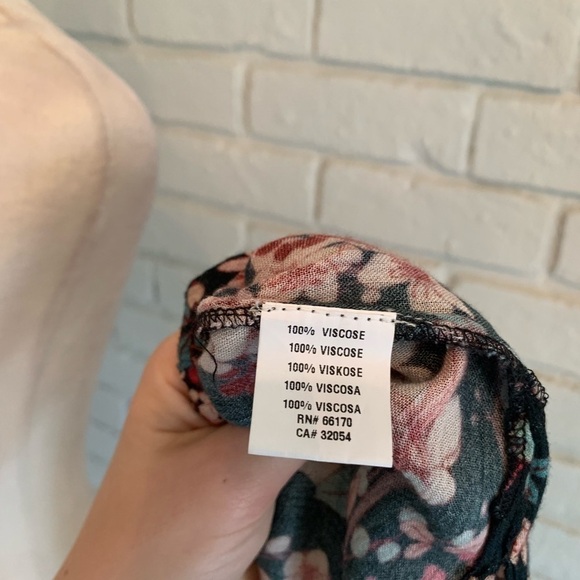 100% VISCOSE
100% VISCOSE
100% VISKOSE
100% VISCOSA
100% VISCOSA
RN# 66170
CA# 32054